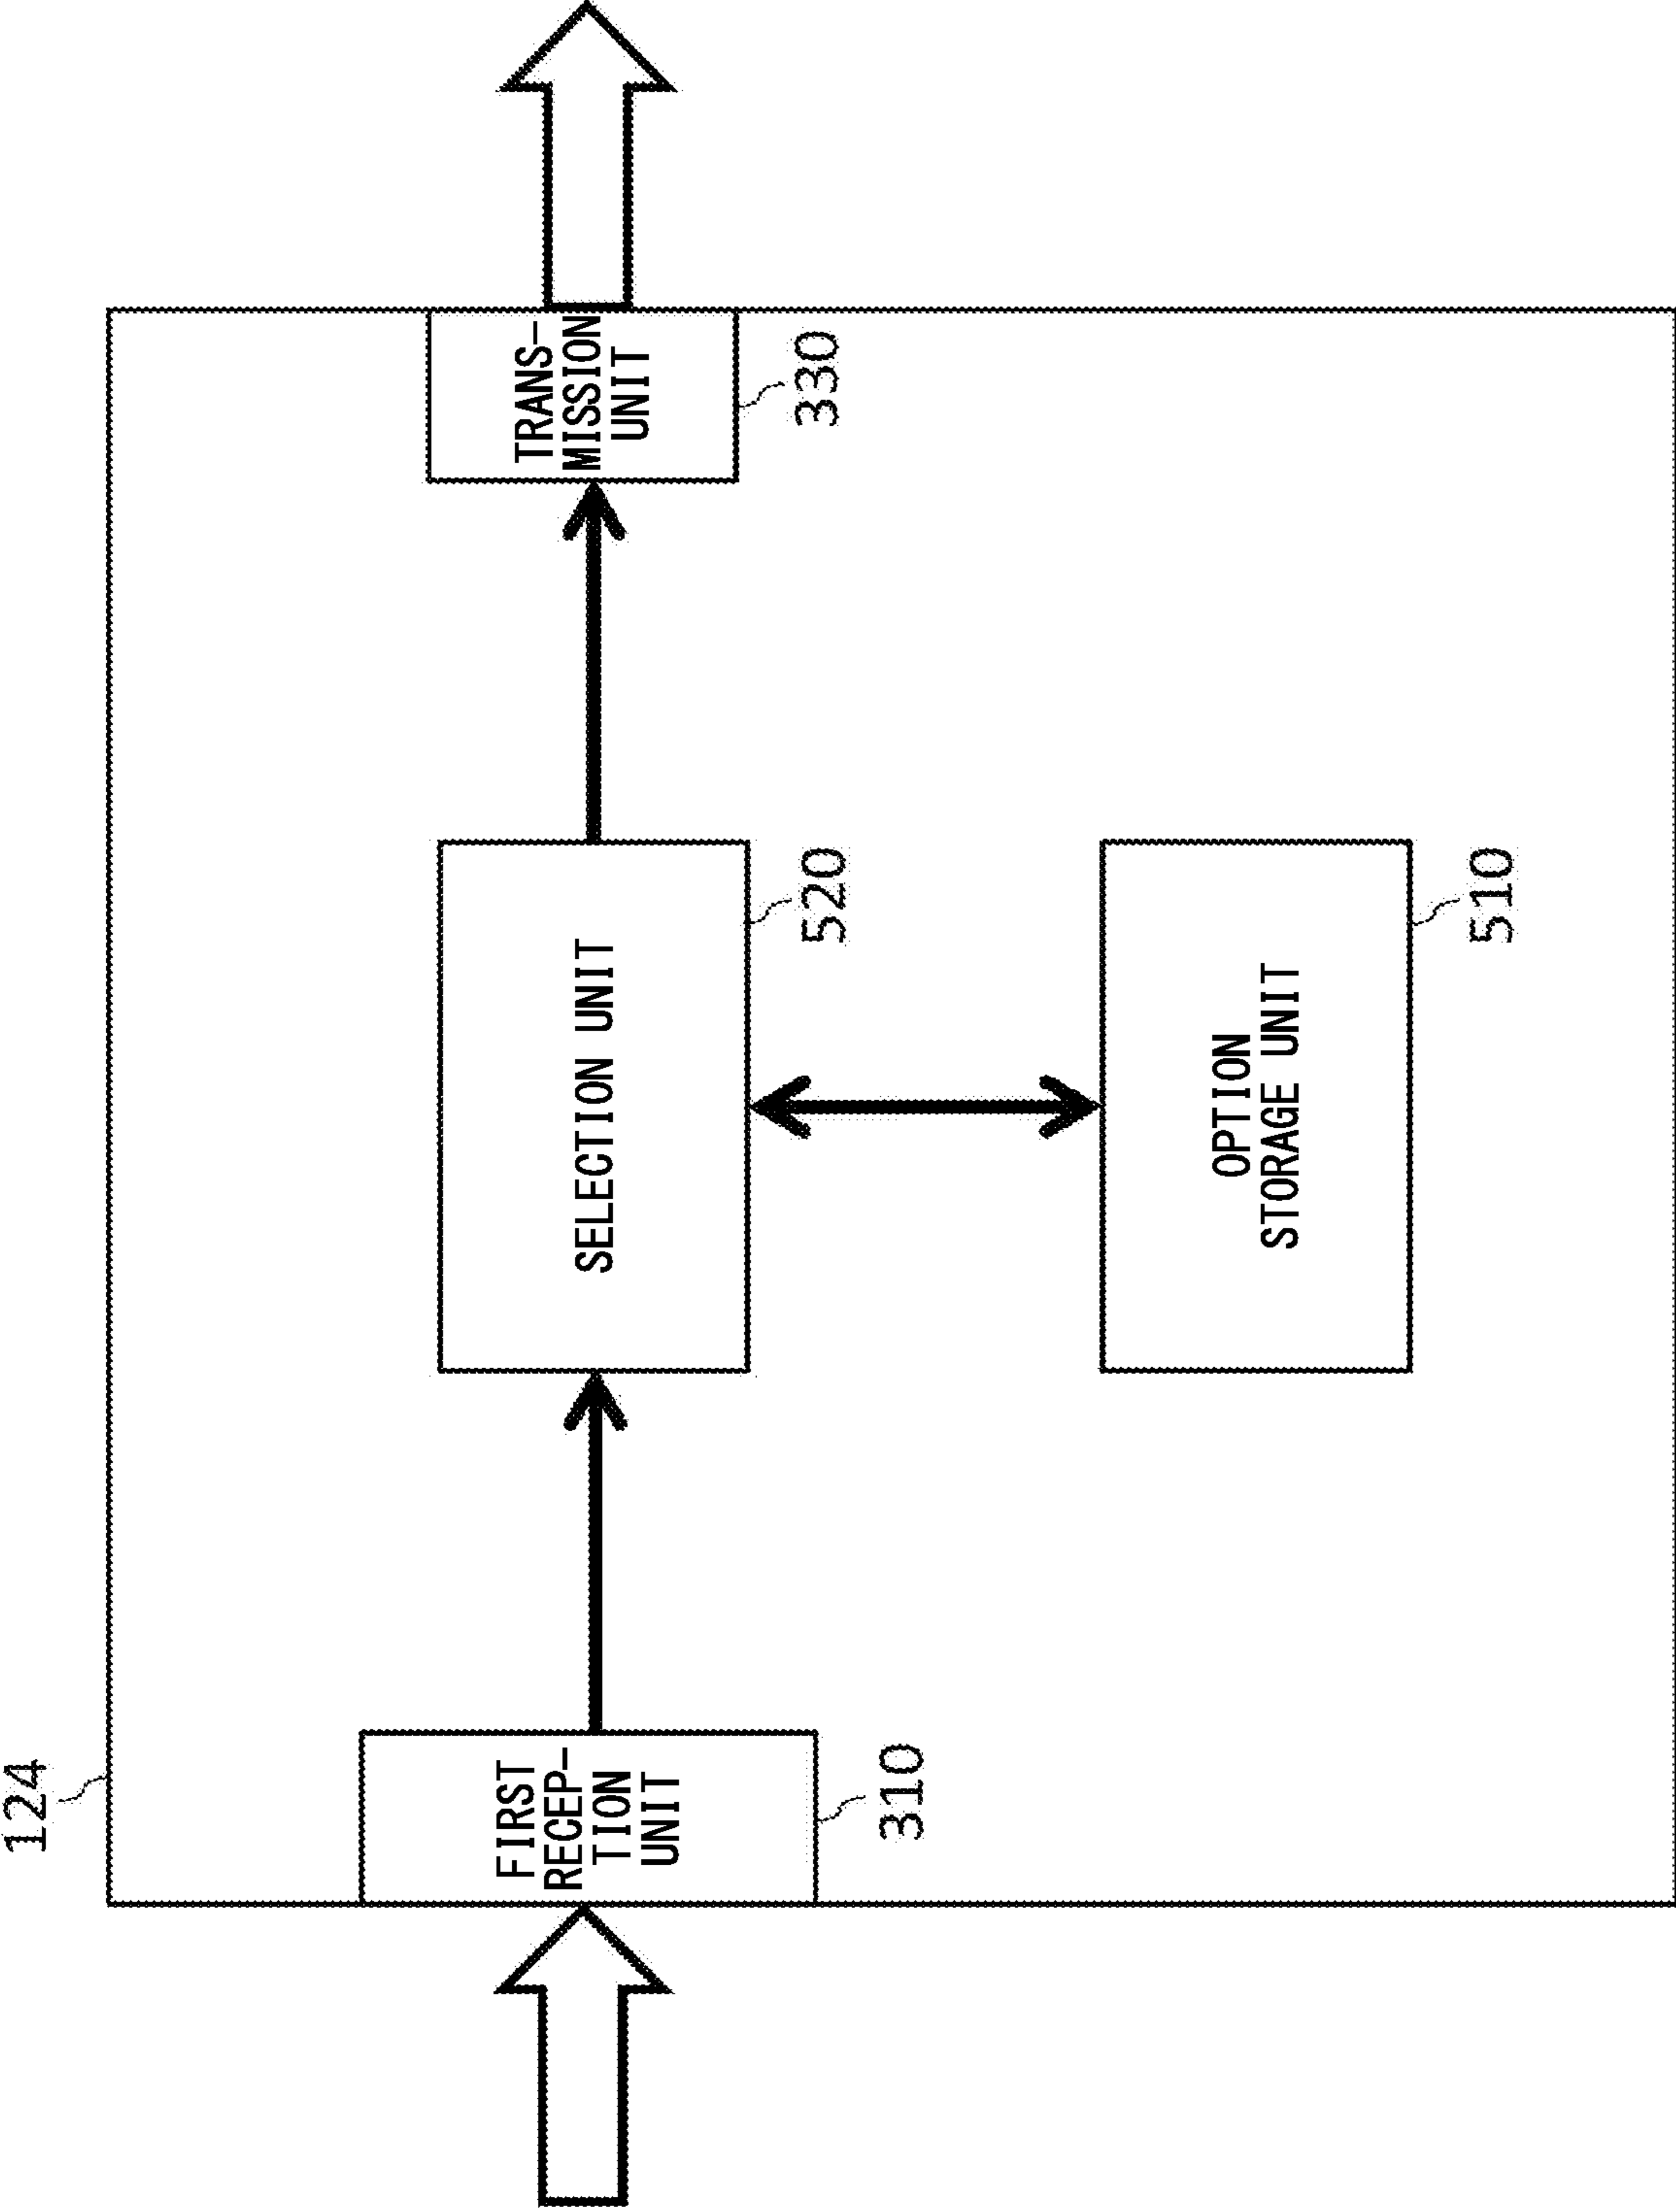 124
FIRST
RECEP-
TION
UNIT
310
SELECTION UNIT
520
TRANS-
MISSION
UNIT
330
OPTION
STORAGE UNIT
510